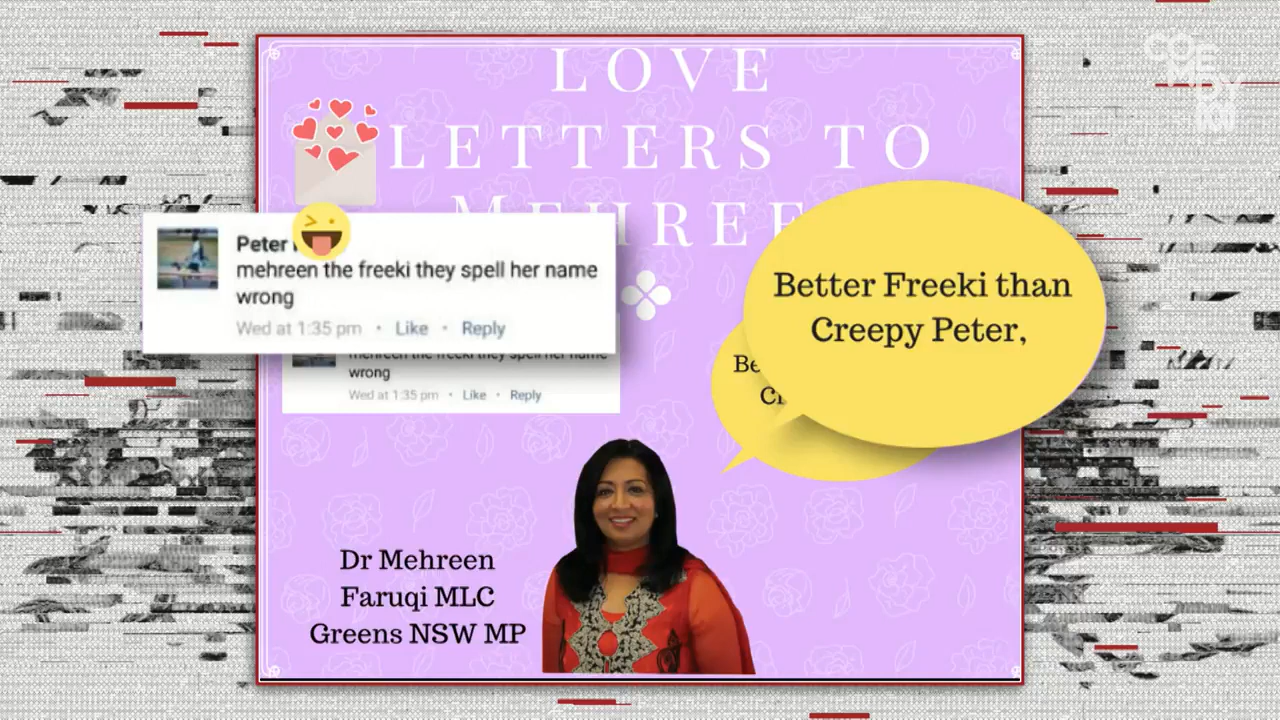 LOVE
LETTERS TO
MEHREE
Peter
mehreen the freeki they spell her name
wrong
Wed at 1:35 pm • Like • Reply
mehreen the freeki they spell her name
wrong
Wed at 1:35 pm • Like • Reply
Better Freeki than
Creepy Peter,
Dr Mehreen
Faruqi MLC
Greens NSW MP
COMEDY